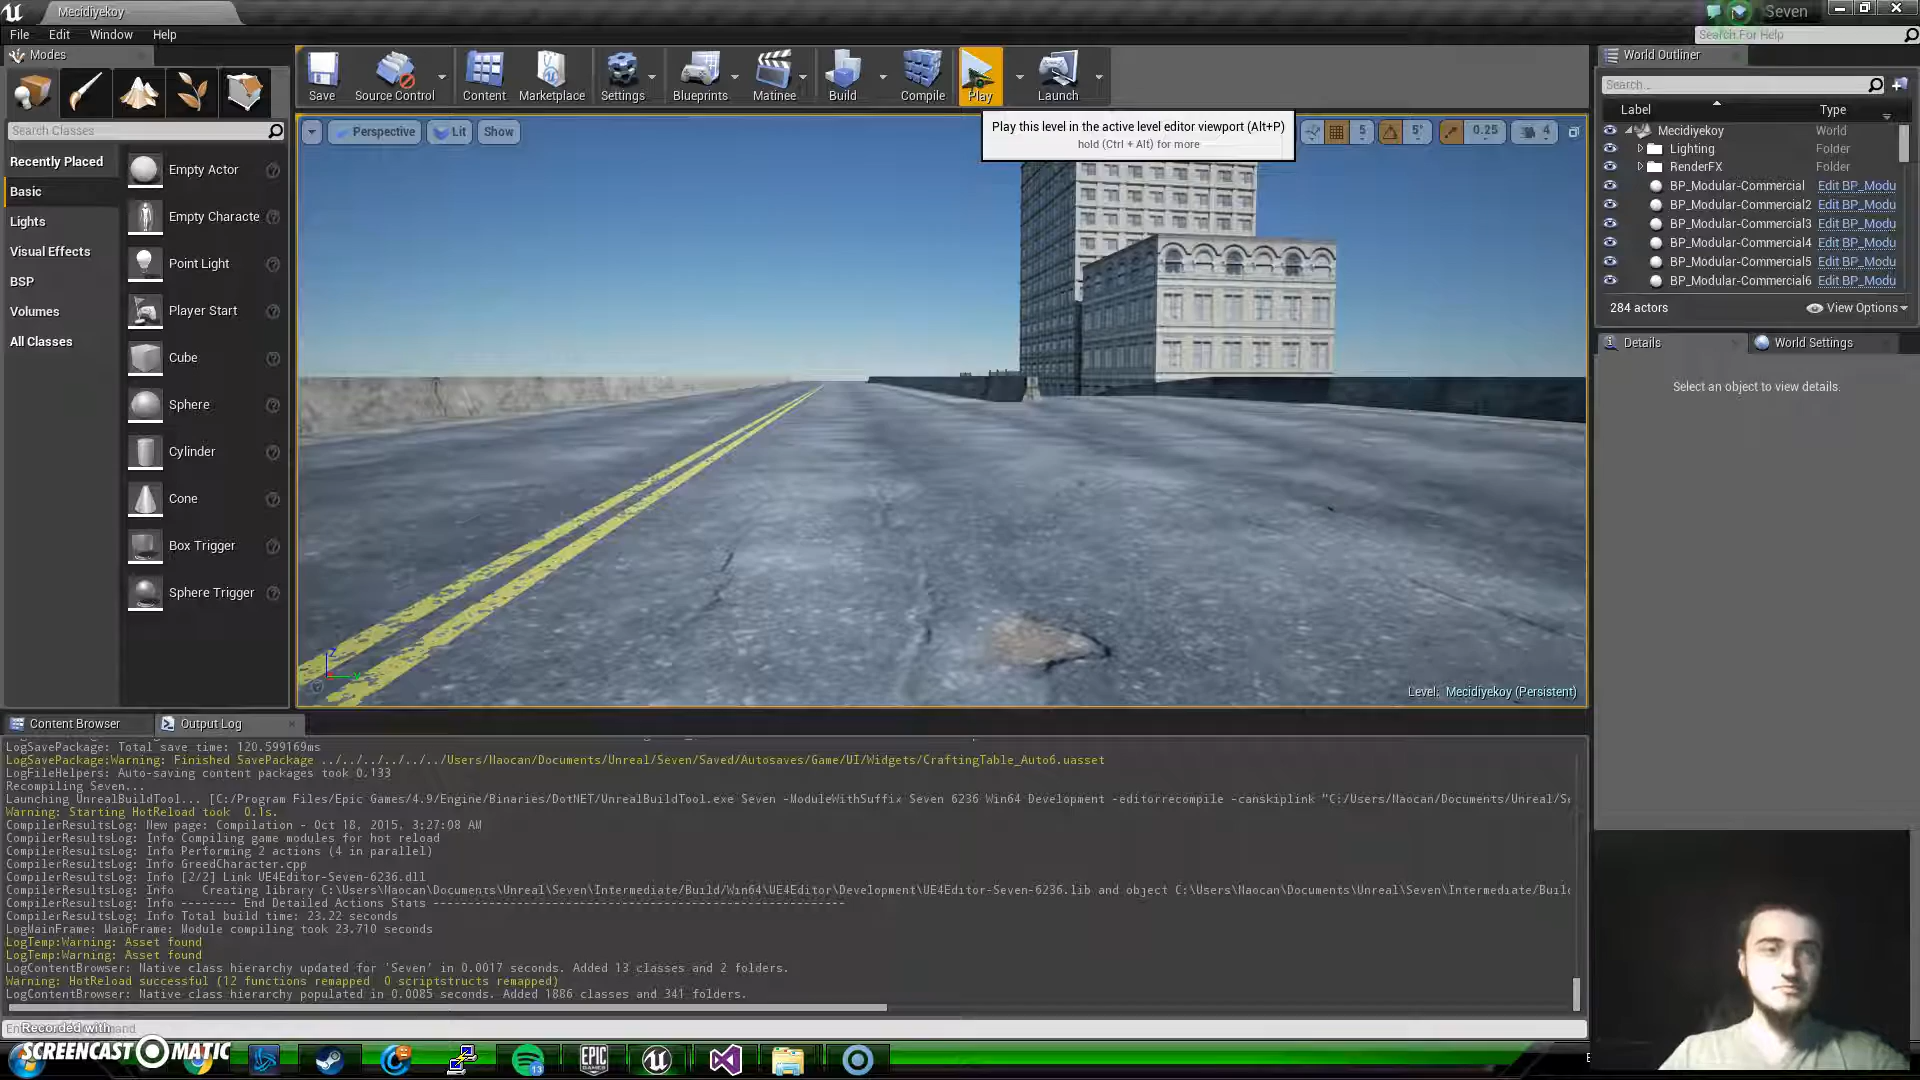 Mecidiyekoy
Seven
File Edit Window Help
Search For Help
Modes
Save
Source Control
Content
Marketplace
Settings
Blueprints
Matinee
Build
Compile
Play
Launch
World Outliner
Search...
Label Type
Search Classes
Perspective
Lit
Show
Play this level in the active level editor viewport (Alt+P)
hold (Ctrl + Alt) for more
5
5°
0.25
4
Mecidiyekoy World
Lighting Folder
RenderFX Folder
BP_Modular-Commercial Edit BP_Modu
BP_Modular-Commercial2 Edit BP_Modu
BP_Modular-Commercial3 Edit BP_Modu
BP_Modular-Commercial4 Edit BP_Modu
BP_Modular-Commercial5 Edit BP_Modu
BP_Modular-Commercial6 Edit BP_Modu
284 actors
View Options
Details
World Settings
Select an object to view details.
Recently Placed
Basic
Lights
Visual Effects
BSP
Volumes
All Classes
Empty Actor
Empty Characte
Point Light
Player Start
Cube
Sphere
Cylinder
Cone
Box Trigger
Sphere Trigger
Level: Mecidiyekoy (Persistent)
Content Browser
Output Log
LogSavePackage: Total save time: 120.599169ms
LogSavePackage:Warning: Finished SavePackage ../../../../../../Users/Naocan/Documents/Unreal/Seven/Saved/Autosaves/Game/UI/Widgets/CraftingTable_Auto6.uasset
LogFileHelpers: Auto-saving content packages took 0.133
Recompiling Seven...
Launching UnrealBuildTool... [C:/Program Files/Epic Games/4.9/Engine/Binaries/DotNET/UnrealBuildTool.exe Seven -ModuleWithSuffix Seven 6236 Win64 Development -editorrecompile -canskiplink "C:/Users/Naocan/Documents/Unreal/S
Warning: Starting HotReload took  0.1s.
CompilerResultsLog: New page: Compilation - Oct 18, 2015, 3:27:08 AM
CompilerResultsLog: Info Compiling game modules for hot reload
CompilerResultsLog: Info Performing 2 actions (4 in parallel)
CompilerResultsLog: Info GreedCharacter.cpp
CompilerResultsLog: Info [2/2] Link UE4Editor-Seven-6236.dll
CompilerResultsLog: Info    Creating library C:\Users\Naocan\Documents\Unreal\Seven\Intermediate\Build\Win64\UE4Editor\Development\UE4Editor-Seven-6236.lib and object C:\Users\Naocan\Documents\Unreal\Seven\Intermediate\Build
CompilerResultsLog: Info -------- End Detailed Actions Stats -----------------------------------------------------------
CompilerResultsLog: Info Total build time: 23.22 seconds
LogMainFrame: MainFrame: Module compiling took 23.710 seconds
LogTemp:Warning: Asset found
LogTemp:Warning: Asset found
LogContentBrowser: Native class hierarchy updated for 'Seven' in 0.0017 seconds. Added 13 classes and 2 folders.
Warning: HotReload successful (12 functions remapped  0 scriptstructs remapped)
LogContentBrowser: Native class hierarchy populated in 0.0085 seconds. Added 1886 classes and 341 folders.
Recorded with
SCREENCAST MATIC
13
EPIC
GAMES